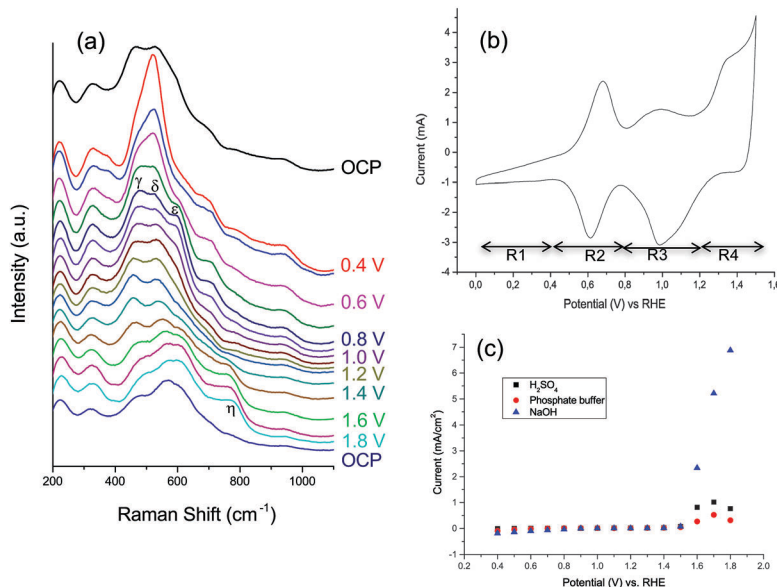 (a)
Intensity (a.u.)
γ
δ
ε
η
OCP
0.4 V
0.6 V
0.8 V
1.0 V
1.2 V
1.4 V
1.6 V
1.8 V
OCP
200 400 600 800 1000
Raman Shift (cm⁻¹)
(b)
Current (mA)
5
4
3
2
1
0
-1
-2
-3
-4
R1 R2 R3 R4
0,0 0,2 0,4 0,6 0,8 1,0 1,2 1,4 1,6
Potential (V) vs RHE
(c)
Current (mA/cm²)
7
6
5
4
3
2
1
0
-1
H₂SO₄
Phosphate buffer
NaOH
0.2 0.4 0.6 0.8 1.0 1.2 1.4 1.6 1.8 2.0
Potential (V) vs. RHE